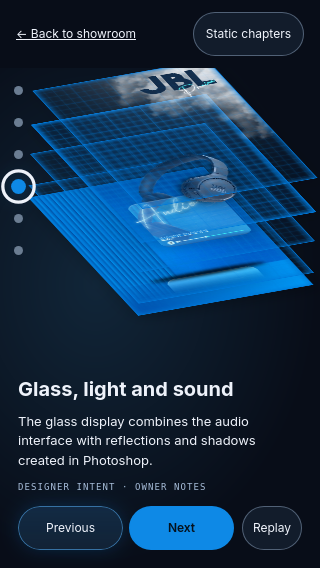 ← Back to showroom
Static chapters
JBL
Audio
Glass, light and sound
The glass display combines the audio
interface with reflections and shadows
created in Photoshop.
DESIGNER INTENT · OWNER NOTES
Previous
Next
Replay